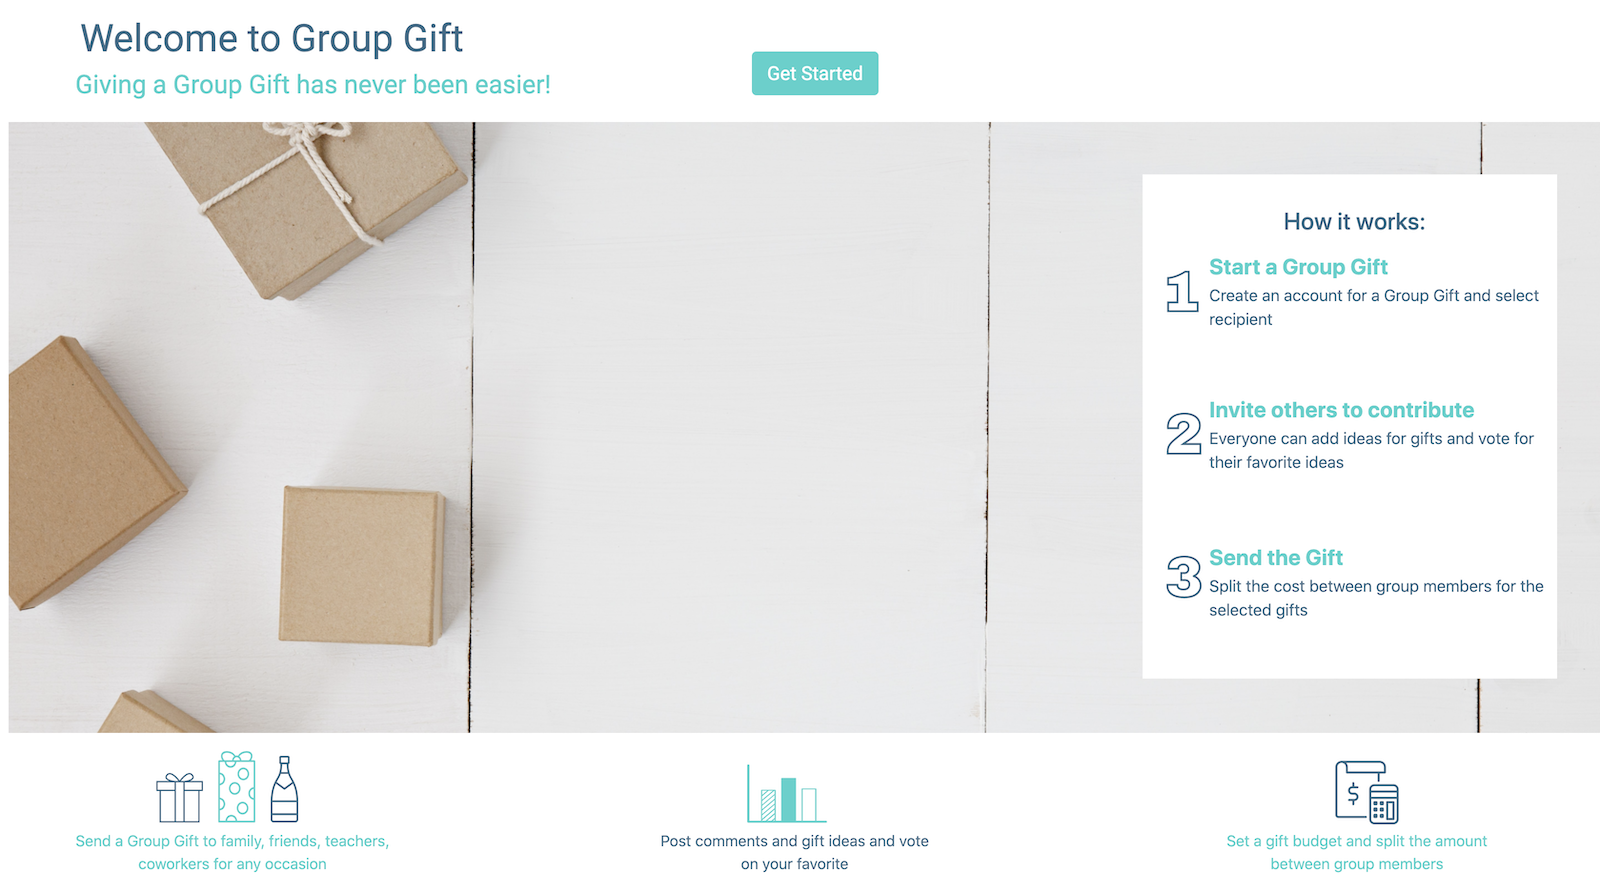 Welcome to Group Gift
Giving a Group Gift has never been easier!
Get Started
How it works:
1
Start a Group Gift
Create an account for a Group Gift and select
recipient
2
Invite others to contribute
Everyone can add ideas for gifts and vote for
their favorite ideas
3
Send the Gift
Split the cost between group members for the
selected gifts
Send a Group Gift to family, friends, teachers,
coworkers for any occasion
Post comments and gift ideas and vote
on your favorite
$
Set a gift budget and split the amount
between group members